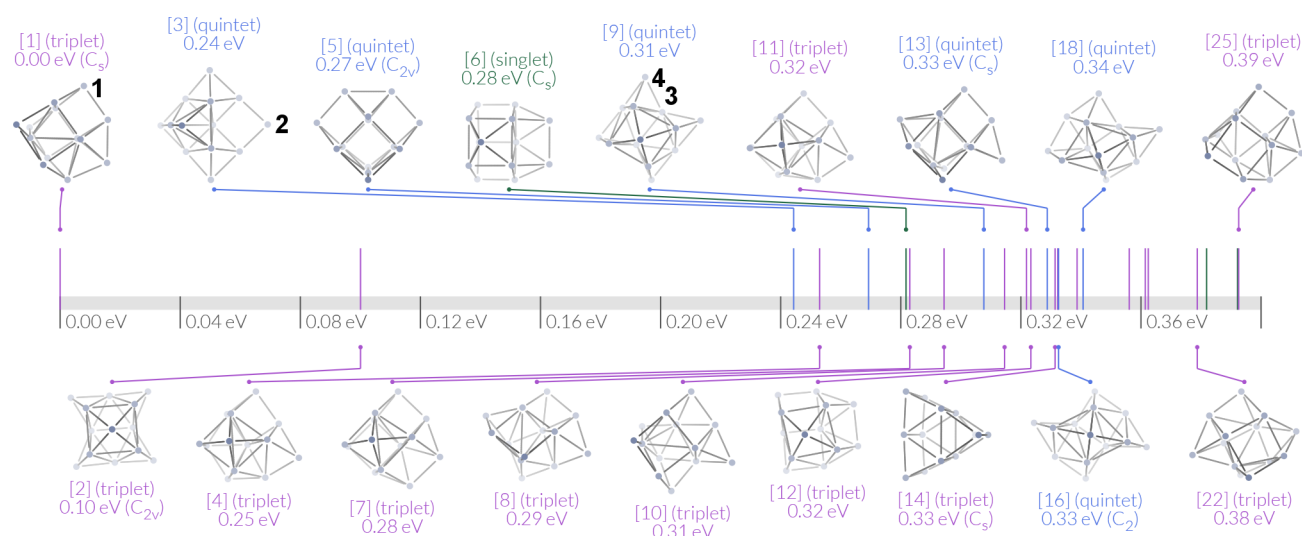 [1] (triplet)
0.00 eV (Cs)
1
[3] (quintet)
0.24 eV
2
[5] (quintet)
0.27 eV (C2v)
[6] (singlet)
0.28 eV (Cs)
[9] (quintet)
0.31 eV
4
3
[11] (triplet)
0.32 eV
[13] (quintet)
0.33 eV (Cs)
[18] (quintet)
0.34 eV
[25] (triplet)
0.39 eV
0.00 eV
0.04 eV
0.08 eV
0.12 eV
0.16 eV
0.20 eV
0.24 eV
0.28 eV
0.32 eV
0.36 eV
[2] (triplet)
0.10 eV (C2v)
[4] (triplet)
0.25 eV
[7] (triplet)
0.28 eV
[8] (triplet)
0.29 eV
[10] (triplet)
0.31 eV
[12] (triplet)
0.32 eV
[14] (triplet)
0.33 eV (Cs)
[16] (quintet)
0.33 eV (C2)
[22] (triplet)
0.38 eV